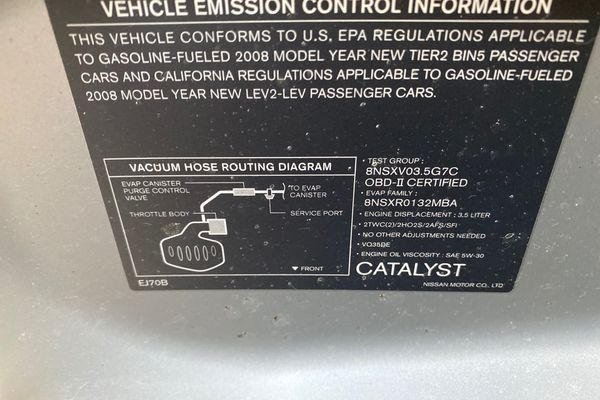 VEHICLE EMISSION CONTROL INFORMATION
THIS VEHICLE CONFORMS TO U.S. EPA REGULATIONS APPLICABLE
TO GASOLINE-FUELED 2008 MODEL YEAR NEW TIER2 BIN5 PASSENGER
CARS AND CALIFORNIA REGULATIONS APPLICABLE TO GASOLINE-FUELED
2008 MODEL YEAR NEW LEV2-LEV PASSENGER CARS.
VACUUM HOSE ROUTING DIAGRAM
EVAP CANISTER
PURGE CONTROL
VALVE
TO EVAP
CANISTER
THROTTLE BODY
SERVICE PORT
▼ FRONT
EJ70B
• TEST GROUP :
8NSXV03.5G7C
OBD-II CERTIFIED
• EVAP FAMILY :
8NSXR0132MBA
• ENGINE DISPLACEMENT : 3.5 LITER
• 2TWC(2)/2HO2S/2AFS/SFI
• NO OTHER ADJUSTMENTS NEEDED
• VQ35DE
• ENGINE OIL VISCOSITY : SAE 5W-30
CATALYST
NISSAN MOTOR CO., LTD